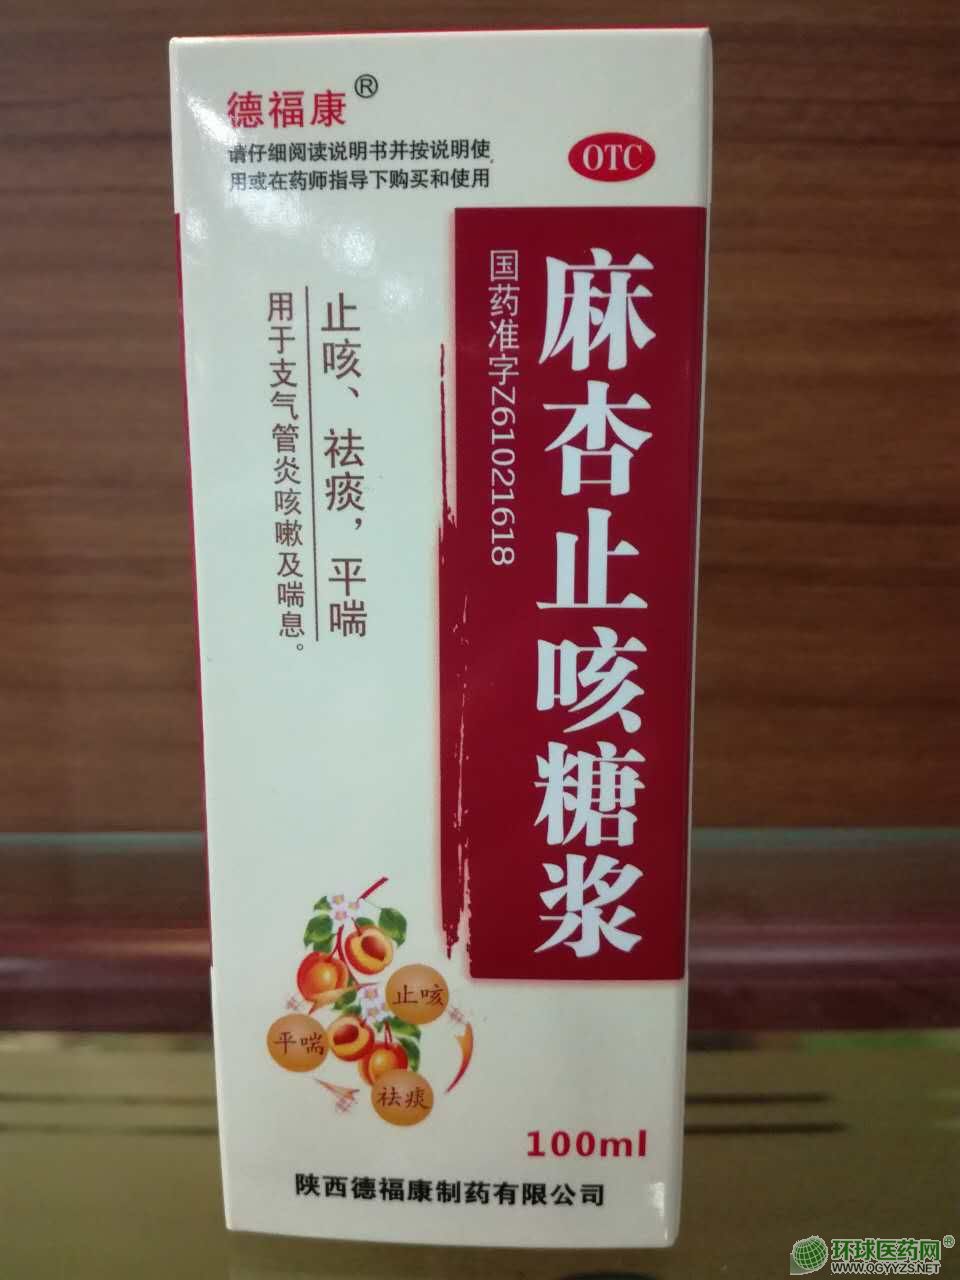 德福康®
请仔细阅读说明书并按说明使
用或在药师指导下购买和使用
OTC
麻杏止咳糖浆
国药准字Z61021618
止咳、祛痰，平喘
用于支气管炎咳嗽及喘息。
止咳
平喘
祛痰
100ml
陕西德福康制药有限公司
环球医药网®
WWW.QGYYZS.NET